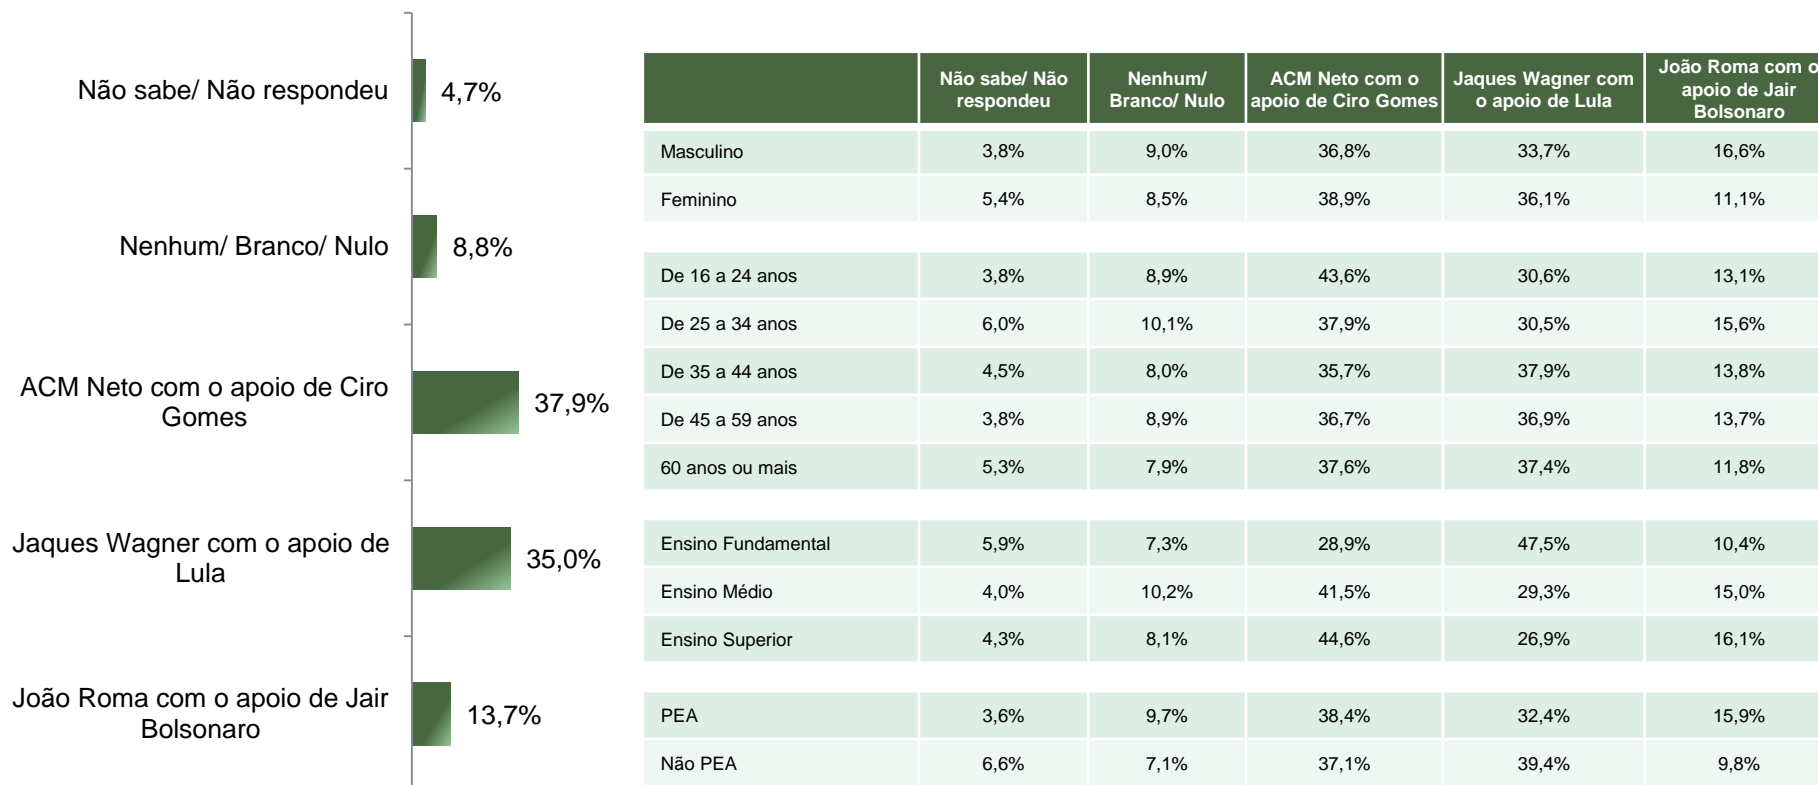 Não sabe/ Não respondeu 4,7%
Nenhum/ Branco/ Nulo 8,8%
ACM Neto com o apoio de Ciro
Gomes 37,9%
Jaques Wagner com o apoio de
Lula 35,0%
João Roma com o apoio de Jair
Bolsonaro 13,7%
Não sabe/ Não
respondeu
Nenhum/
Branco/ Nulo
ACM Neto com o
apoio de Ciro Gomes
Jaques Wagner com
o apoio de Lula
João Roma com o
apoio de Jair
Bolsonaro
Masculino 3,8% 9,0% 36,8% 33,7% 16,6%
Feminino 5,4% 8,5% 38,9% 36,1% 11,1%
De 16 a 24 anos 3,8% 8,9% 43,6% 30,6% 13,1%
De 25 a 34 anos 6,0% 10,1% 37,9% 30,5% 15,6%
De 35 a 44 anos 4,5% 8,0% 35,7% 37,9% 13,8%
De 45 a 59 anos 3,8% 8,9% 36,7% 36,9% 13,7%
60 anos ou mais 5,3% 7,9% 37,6% 37,4% 11,8%
Ensino Fundamental 5,9% 7,3% 28,9% 47,5% 10,4%
Ensino Médio 4,0% 10,2% 41,5% 29,3% 15,0%
Ensino Superior 4,3% 8,1% 44,6% 26,9% 16,1%
PEA 3,6% 9,7% 38,4% 32,4% 15,9%
Não PEA 6,6% 7,1% 37,1% 39,4% 9,8%